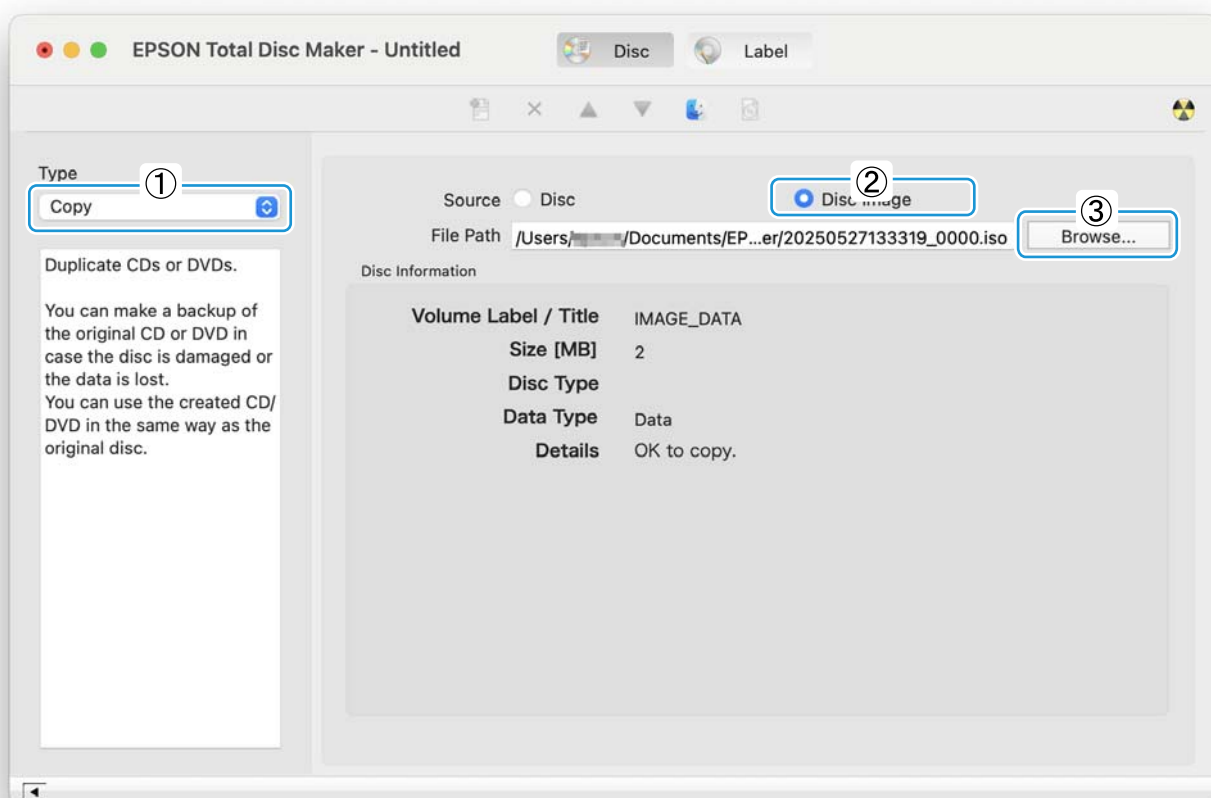 EPSON Total Disc Maker - Untitled
Disc
Label
Type
①
Copy
Duplicate CDs or DVDs.
You can make a backup of
the original CD or DVD in
case the disc is damaged or
the data is lost.
You can use the created CD/
DVD in the same way as the
original disc.
Source Disc ② Disc Image
File Path /Users/ /Documents/EP...er/20250527133319_0000.iso ③ Browse...
Disc Information
Volume Label / Title IMAGE_DATA
Size [MB] 2
Disc Type
Data Type Data
Details OK to copy.